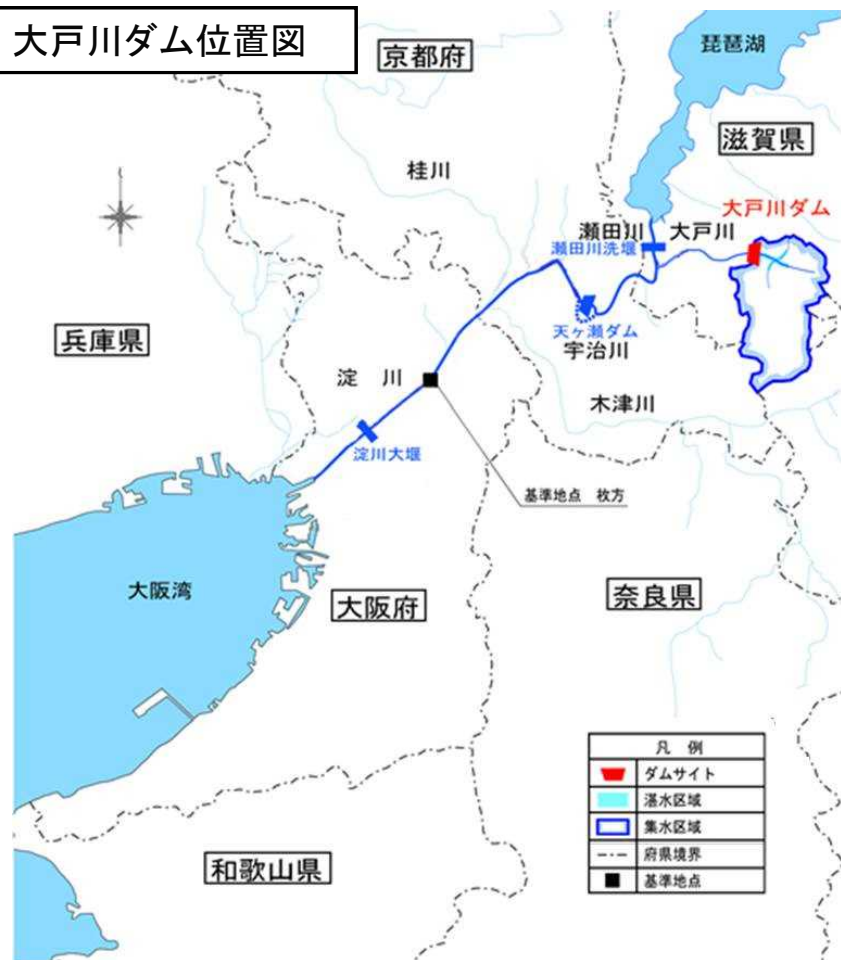 大戸川ダム位置図
京都府
琵琶湖
滋賀県
桂川
大戸川ダム
瀬田川
大戸川
瀬田川洗堰
兵庫県
天ヶ瀬ダム
宇治川
淀 川
木津川
淀川大堰
基準地点 枚方
大阪湾
大阪府
奈良県
凡 例
ダムサイト
湛水区域
集水区域
府県境界
基準地点
和歌山県